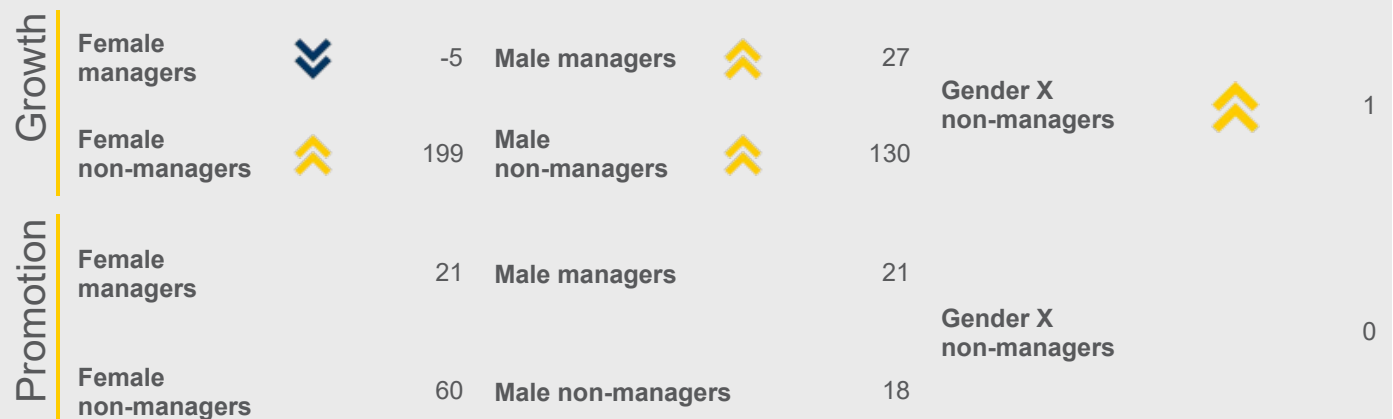 Growth
Female
managers
-5
Male managers
27
Gender X
non-managers
1
Female
non-managers
199
Male
non-managers
130
Promotion
Female
managers
21
Male managers
21
Gender X
non-managers
0
Female
non-managers
60
Male non-managers
18